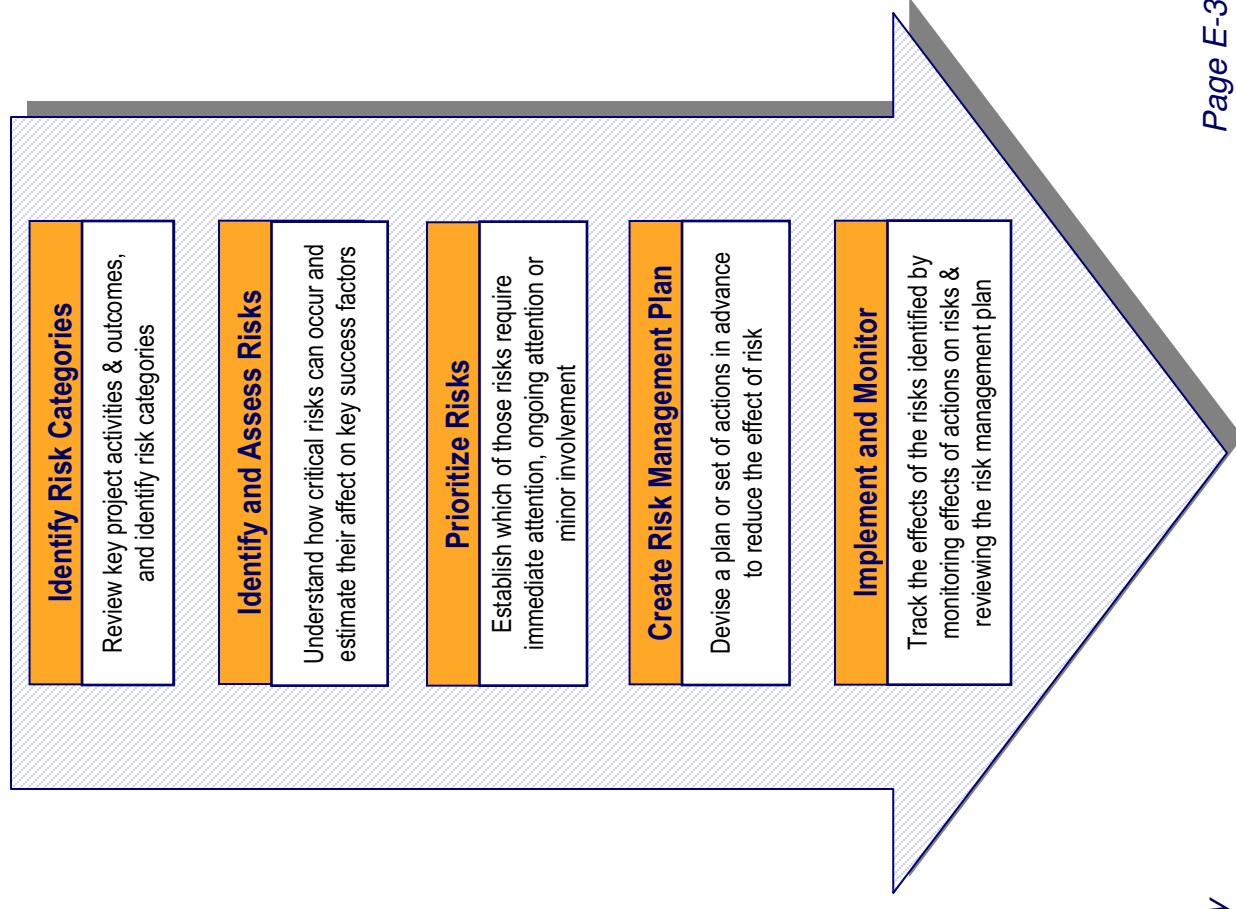 Identify Risk Categories
Review key project activities & outcomes,
and identify risk categories
Identify and Assess Risks
Understand how critical risks can occur and
estimate their affect on key success factors
Prioritize Risks
Establish which of those risks require
immediate attention, ongoing attention or
minor involvement
Create Risk Management Plan
Devise a plan or set of actions in advance
to reduce the effect of risk
Implement and Monitor
Track the effects of the risks identified by
monitoring effects of actions on risks &
reviewing the risk management plan
Page E-3